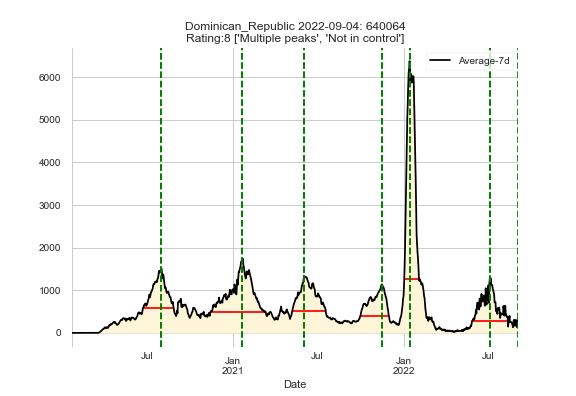 Dominican_Republic 2022-09-04: 640064
Rating:8 ['Multiple peaks', 'Not in control']
Average-7d
6000
5000
4000
3000
2000
1000
0
Jul
Jan
2021
Jul
Jan
2022
Jul
Date